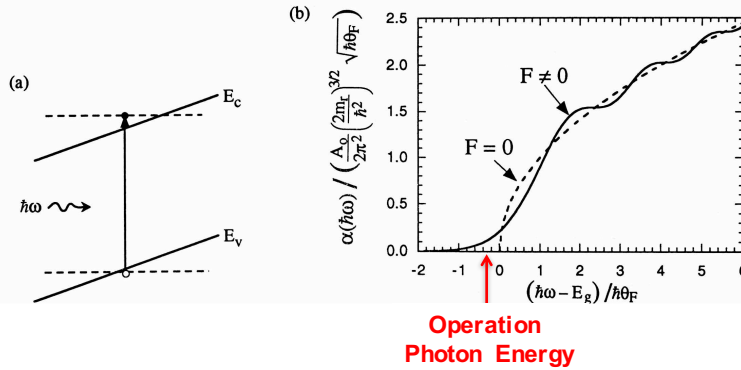 (a)
E_c
ħω
E_v
(b)
α(ħω) / (A_o/2π² (2m_r/ħ²)^3/2 √ħθ_F)
2.5
2.0
1.5
1.0
0.5
0.0
F ≠ 0
F = 0
-2 -1 0 1 2 3 4 5 6
(ħω – E_g) / ħθ_F
Operation
Photon Energy